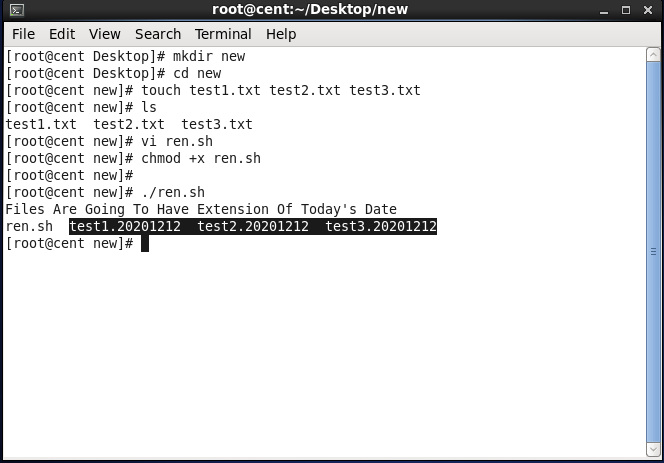 root@cent:~/Desktop/new
File Edit View Search Terminal Help
[root@cent Desktop]# mkdir new
[root@cent Desktop]# cd new
[root@cent new]# touch test1.txt test2.txt test3.txt
[root@cent new]# ls
test1.txt  test2.txt  test3.txt
[root@cent new]# vi ren.sh
[root@cent new]# chmod +x ren.sh
[root@cent new]#
[root@cent new]# ./ren.sh
Files Are Going To Have Extension Of Today's Date
ren.sh  test1.20201212  test2.20201212  test3.20201212
[root@cent new]#